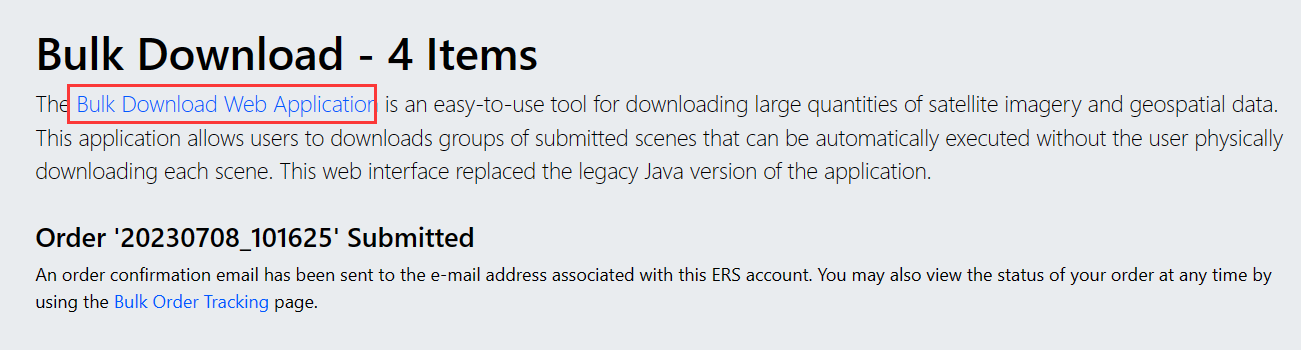 Bulk Download - 4 Items
The Bulk Download Web Application is an easy-to-use tool for downloading large quantities of satellite imagery and geospatial data.
This application allows users to downloads groups of submitted scenes that can be automatically executed without the user physically
downloading each scene. This web interface replaced the legacy Java version of the application.
Order '20230708_101625' Submitted
An order confirmation email has been sent to the e-mail address associated with this ERS account. You may also view the status of your order at any time by
using the Bulk Order Tracking page.